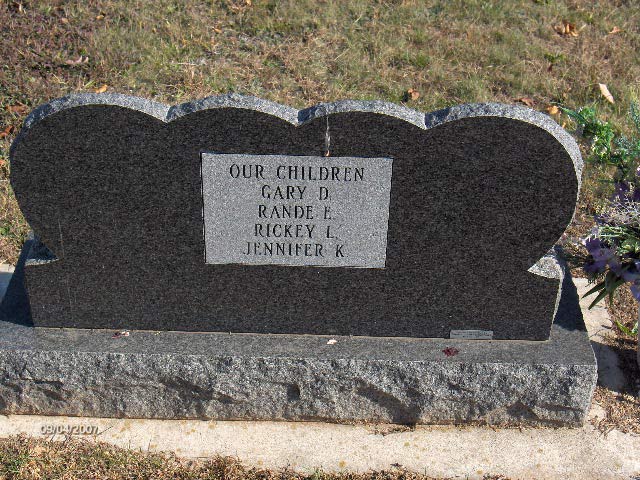 OUR CHILDREN
GARY D.
RANDE E.
RICKEY L.
JENNIFER K.
09/04/2007